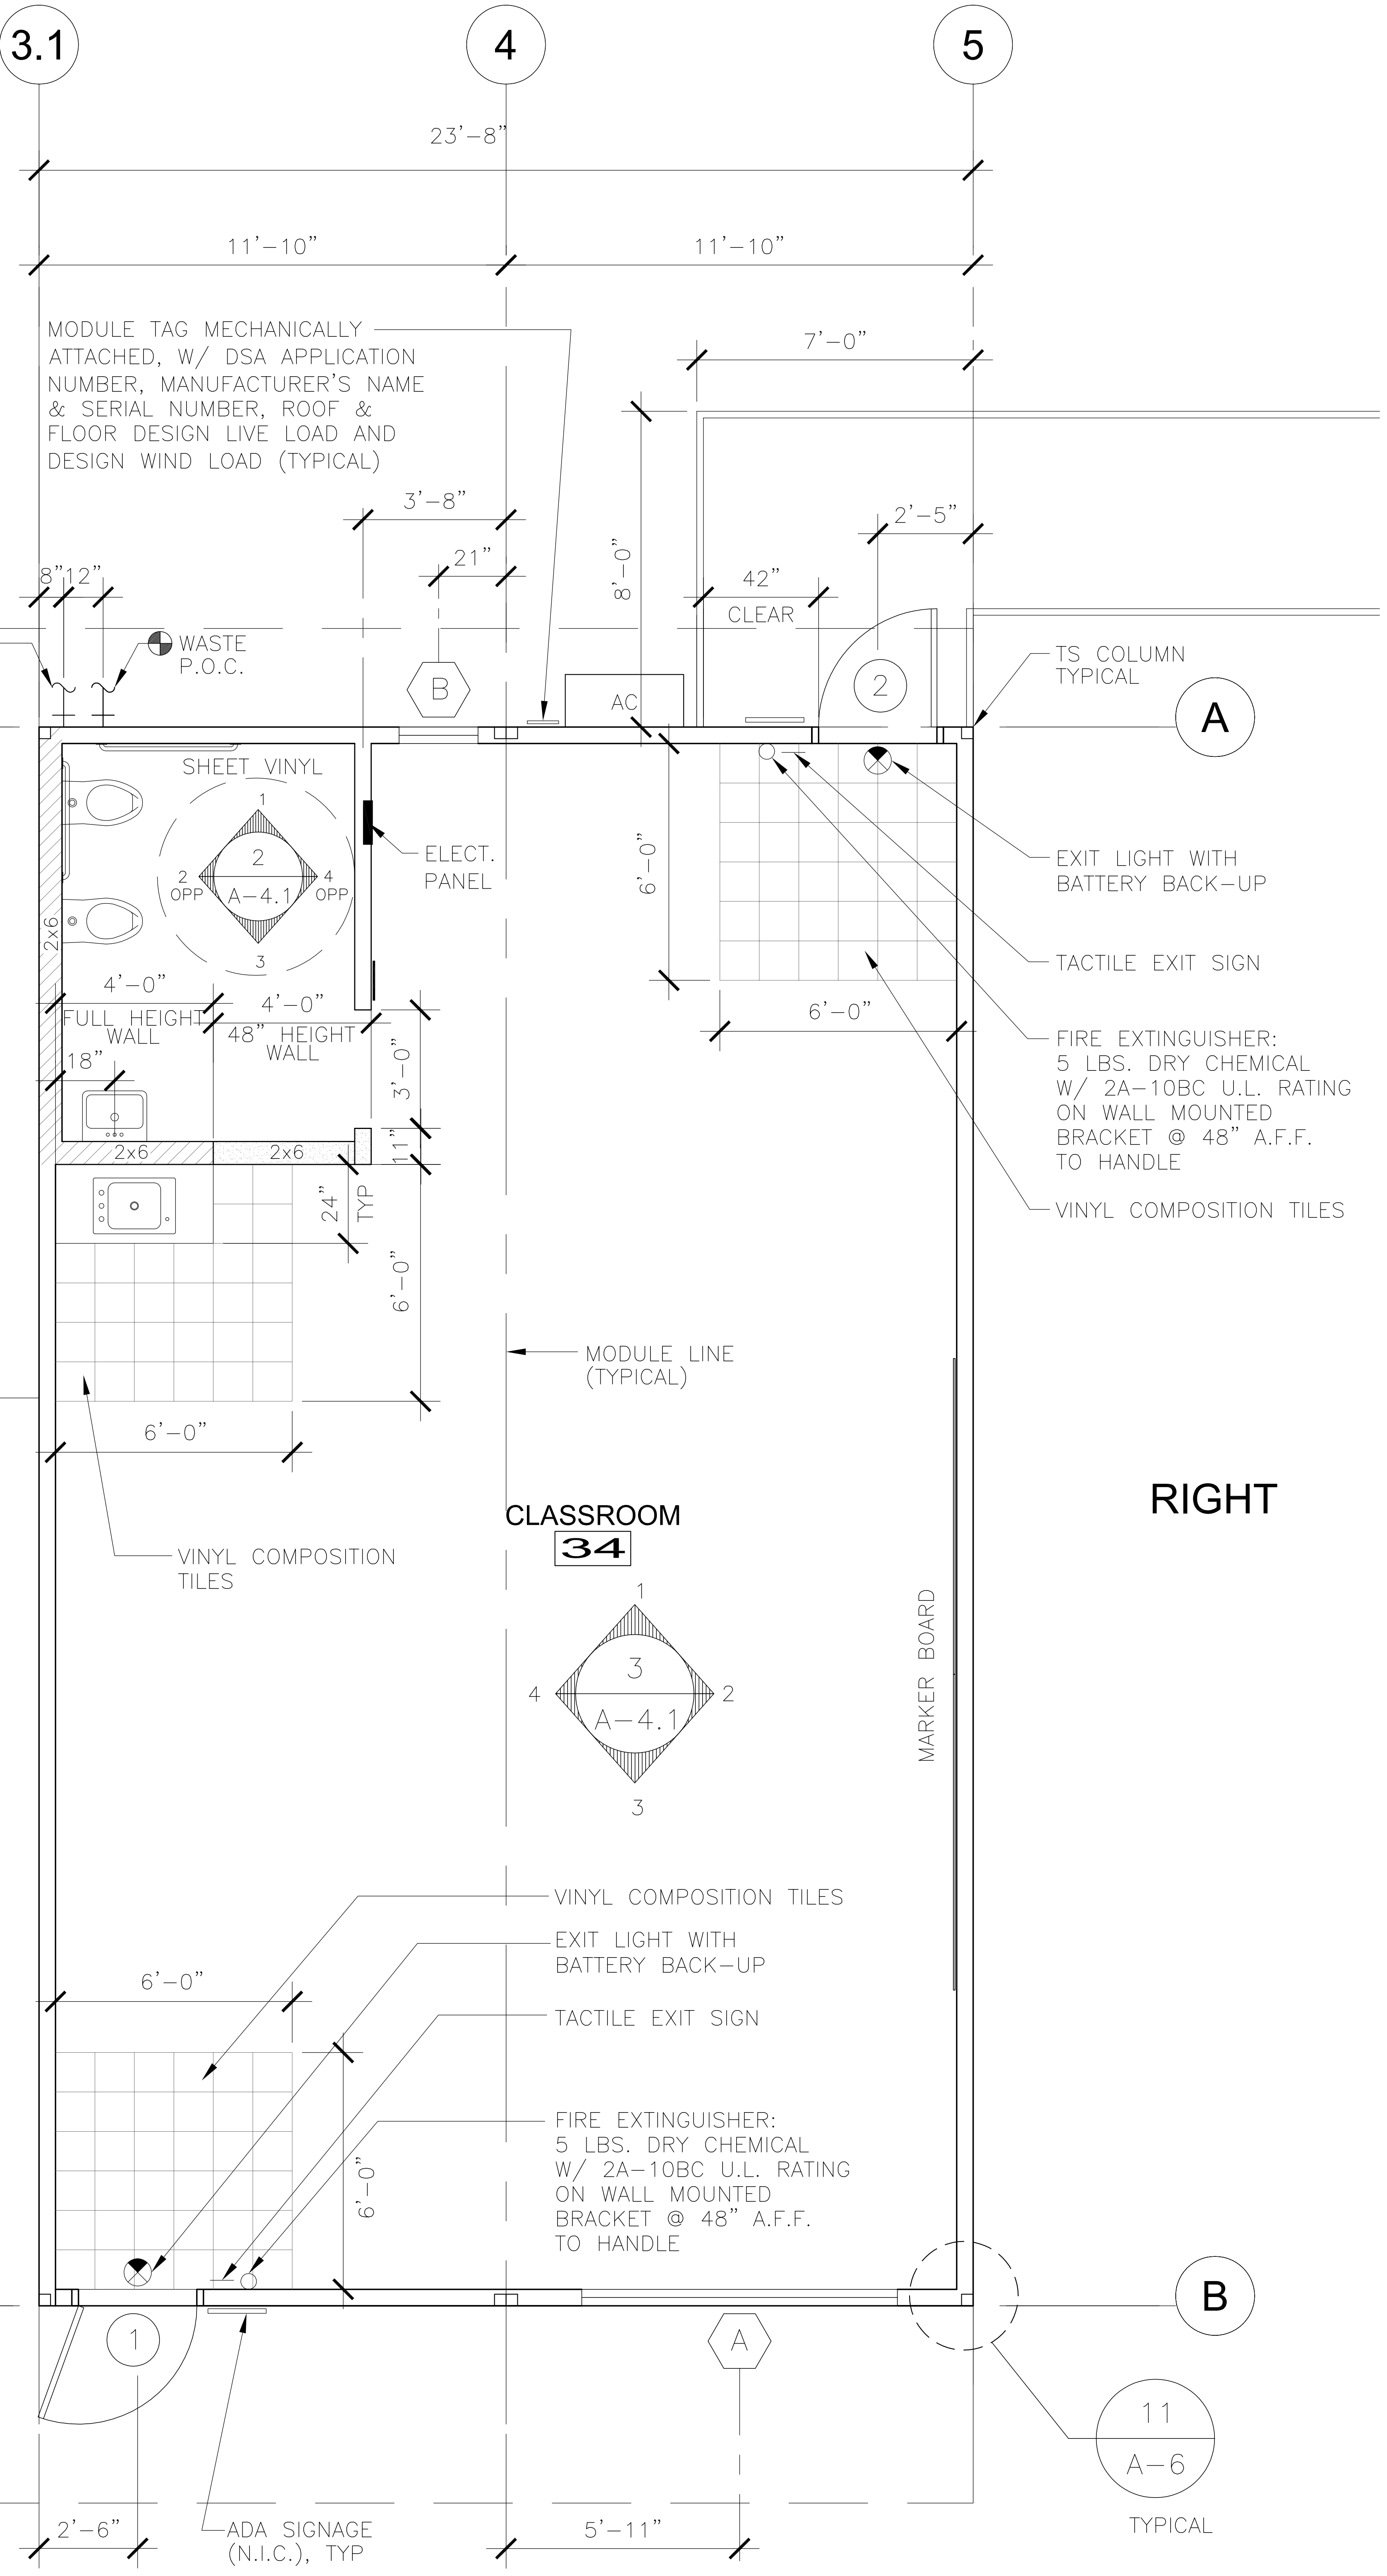 3.1
4
5
23'-8"
11'-10"
11'-10"
MODULE TAG MECHANICALLY
ATTACHED, W/ DSA APPLICATION
NUMBER, MANUFACTURER'S NAME
& SERIAL NUMBER, ROOF &
FLOOR DESIGN LIVE LOAD AND
DESIGN WIND LOAD (TYPICAL)
7'-0"
3'-8"
2'-5"
21"
8'-0"
8"
12"
42"
CLEAR
WASTE
P.O.C.
B
AC
2
TS COLUMN
TYPICAL
A
SHEET VINYL
1
2
A-4.1
2
OPP
4
OPP
3
ELECT.
PANEL
6'-0"
EXIT LIGHT WITH
BATTERY BACK-UP
2x6
TACTILE EXIT SIGN
4'-0"
4'-0"
FULL HEIGHT
WALL
48" HEIGHT
WALL
6'-0"
18"
3'-0"
FIRE EXTINGUISHER:
5 LBS. DRY CHEMICAL
W/ 2A-10BC U.L. RATING
ON WALL MOUNTED
BRACKET @ 48" A.F.F.
TO HANDLE
2x6
2x6
11"
24"
TYP
VINYL COMPOSITION TILES
6'-0"
MODULE LINE
(TYPICAL)
6'-0"
RIGHT
CLASSROOM
34
VINYL COMPOSITION
TILES
1
3
A-4.1
4
2
3
MARKER BOARD
VINYL COMPOSITION TILES
EXIT LIGHT WITH
BATTERY BACK-UP
6'-0"
TACTILE EXIT SIGN
FIRE EXTINGUISHER:
5 LBS. DRY CHEMICAL
W/ 2A-10BC U.L. RATING
ON WALL MOUNTED
BRACKET @ 48" A.F.F.
TO HANDLE
6'-0"
B
1
A
11
A-6
TYPICAL
2'-6"
ADA SIGNAGE
(N.I.C.), TYP
5'-11"